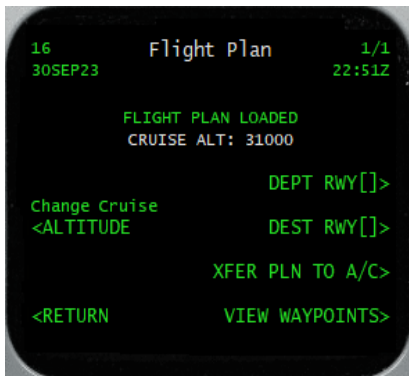 16 Flight Plan 1/1
30SEP23 22:51Z
FLIGHT PLAN LOADED
CRUISE ALT: 31000
DEPT RWY[]>
Change Cruise
<ALTITUDE DEST RWY[]>
XFER PLN TO A/C>
<RETURN VIEW WAYPOINTS>